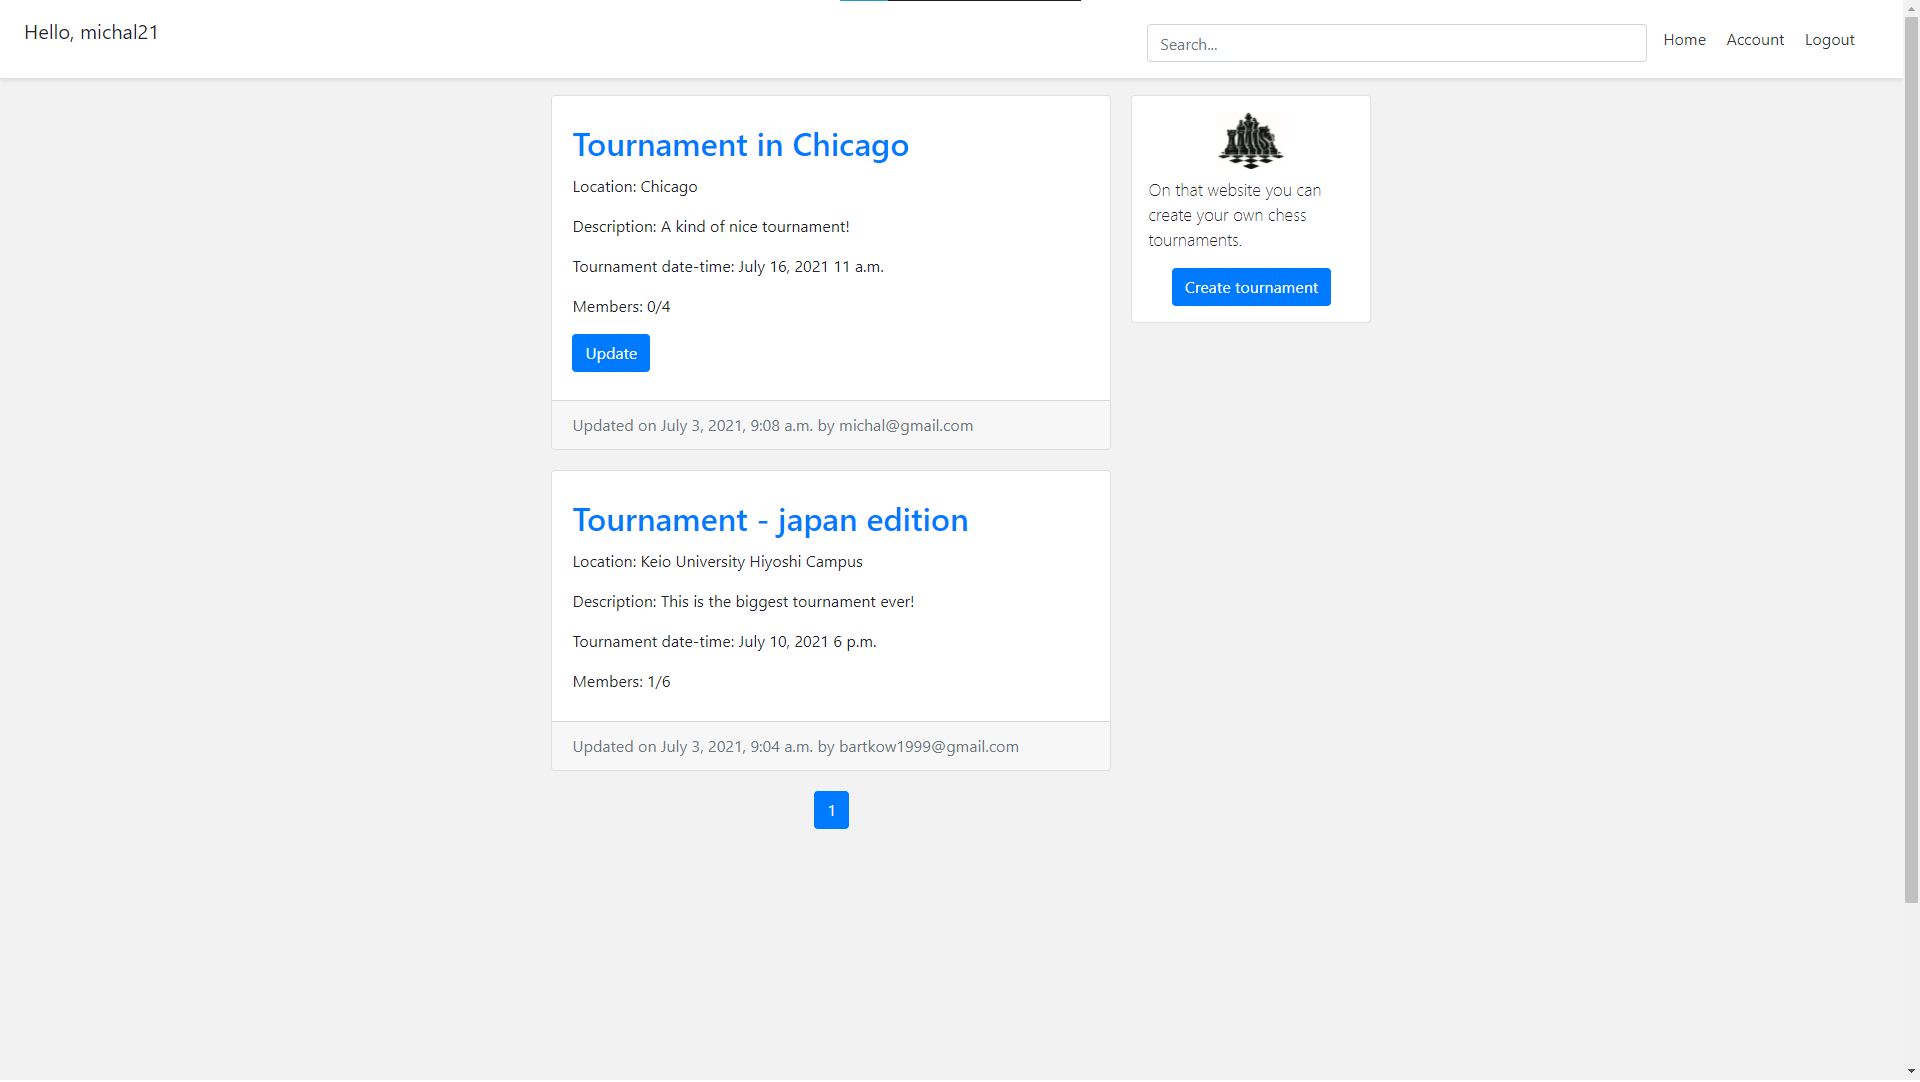 Hello, michal21
Search...
Home
Account
Logout
Tournament in Chicago
Location: Chicago
Description: A kind of nice tournament!
Tournament date-time: July 16, 2021 11 a.m.
Members: 0/4
Update
Updated on July 3, 2021, 9:08 a.m. by michal@gmail.com
Tournament - japan edition
Location: Keio University Hiyoshi Campus
Description: This is the biggest tournament ever!
Tournament date-time: July 10, 2021 6 p.m.
Members: 1/6
Updated on July 3, 2021, 9:04 a.m. by bartkow1999@gmail.com
1
On that website you can
create your own chess
tournaments.
Create tournament